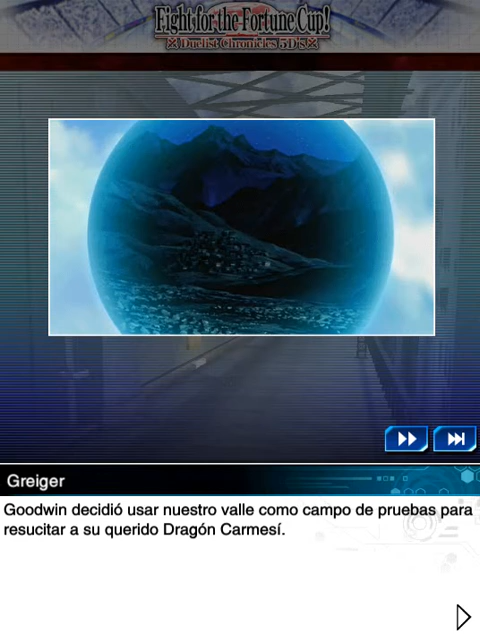 Fight for the Fortune Cup!
Duelist Chronicles 5D's
Greiger
Goodwin decidió usar nuestro valle como campo de pruebas para
resucitar a su querido Dragón Carmesí.